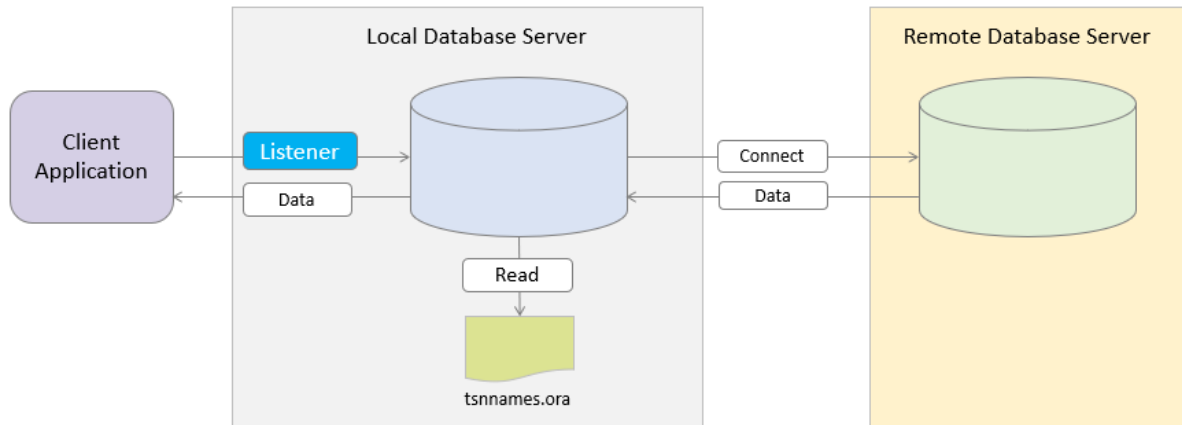 Local Database Server
Remote Database Server
Client
Application
Listener
Connect
Data
Data
Read
tsnnames.ora